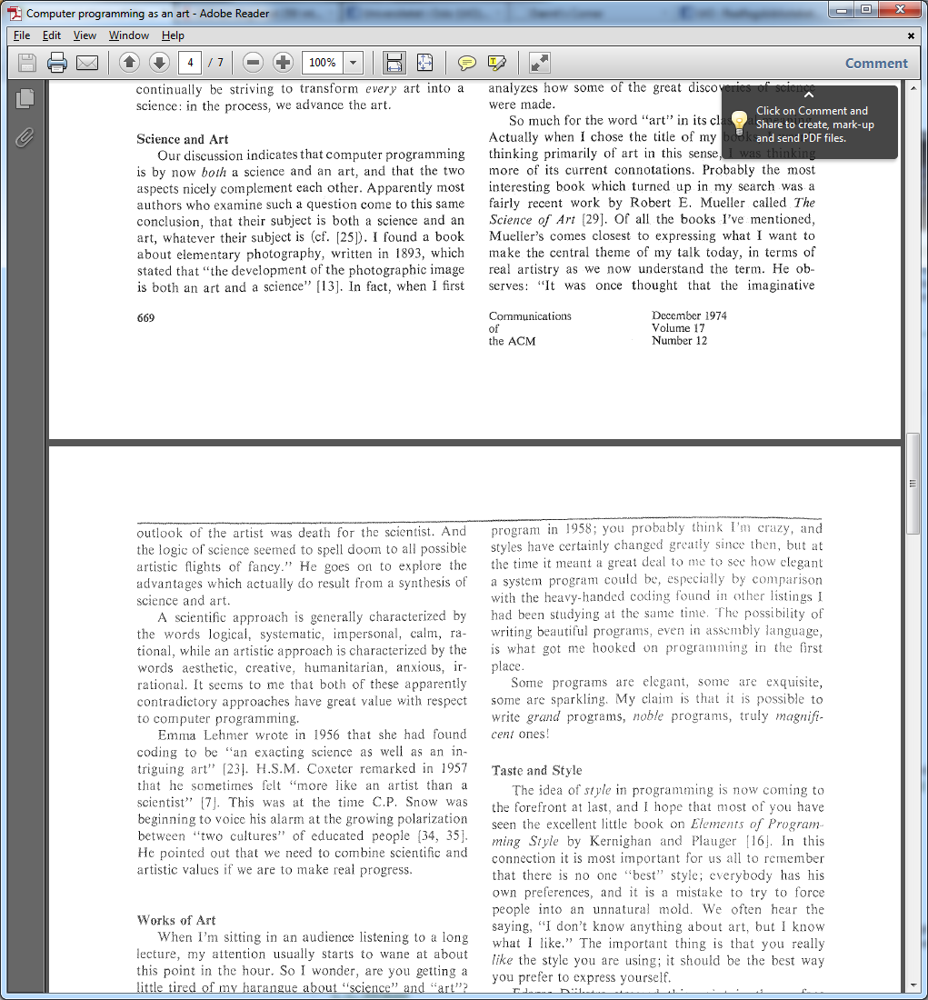 Computer programming as an art - Adobe Reader
File Edit View Window Help
4 / 7
100%
Comment
Click on Comment and
Share to create, mark-up
and send PDF files.
continually be striving to transform every art into a
science: in the process, we advance the art.
Science and Art
Our discussion indicates that computer programming
is by now both a science and an art, and that the two
aspects nicely complement each other. Apparently most
authors who examine such a question come to this same
conclusion, that their subject is both a science and an
art, whatever their subject is (cf. [25]). I found a book
about elementary photography, written in 1893, which
stated that “the development of the photographic image
is both an art and a science” [13]. In fact, when I first
analyzes how some of the great discoveries of science
were made.
So much for the word “art” in its classical meaning.
Actually when I chose the title of my books, I was
thinking primarily of art in this sense, I was thinking
more of its current connotations. Probably the most
interesting book which turned up in my search was a
fairly recent work by Robert E. Mueller called The
Science of Art [29]. Of all the books I’ve mentioned,
Mueller’s comes closest to expressing what I want to
make the central theme of my talk today, in terms of
real artistry as we now understand the term. He ob-
serves: “It was once thought that the imaginative
669
Communications
of
the ACM
December 1974
Volume 17
Number 12
outlook of the artist was death for the scientist. And
the logic of science seemed to spell doom to all possible
artistic flights of fancy.” He goes on to explore the
advantages which actually do result from a synthesis of
science and art.
A scientific approach is generally characterized by
the words logical, systematic, impersonal, calm, ra-
tional, while an artistic approach is characterized by the
words aesthetic, creative, humanitarian, anxious, ir-
rational. It seems to me that both of these apparently
contradictory approaches have great value with respect
to computer programming.
Emma Lehmer wrote in 1956 that she had found
coding to be “an exacting science as well as an in-
triguing art” [23]. H.S.M. Coxeter remarked in 1957
that he sometimes felt “more like an artist than a
scientist” [7]. This was at the time C.P. Snow was
beginning to voice his alarm at the growing polarization
between “two cultures” of educated people [34, 35].
He pointed out that we need to combine scientific and
artistic values if we are to make real progress.
Works of Art
When I’m sitting in an audience listening to a long
lecture, my attention usually starts to wane at about
this point in the hour. So I wonder, are you getting a
little tired of my harangue about “science” and “art”?
program in 1958; you probably think I’m crazy, and
styles have certainly changed greatly since then, but at
the time it meant a great deal to me to see how elegant
a system program could be, especially by comparison
with the heavy-handed coding found in other listings I
had been studying at the same time. The possibility of
writing beautiful programs, even in assembly language,
is what got me hooked on programming in the first
place.
Some programs are elegant, some are exquisite,
some are sparkling. My claim is that it is possible to
write grand programs, noble programs, truly magnifi-
cent ones!
Taste and Style
The idea of style in programming is now coming to
the forefront at last, and I hope that most of you have
seen the excellent little book on Elements of Program-
ming Style by Kernighan and Plauger [16]. In this
connection it is most important for us all to remember
that there is no one “best” style; everybody has his
own preferences, and it is a mistake to try to force
people into an unnatural mold. We often hear the
saying, “I don’t know anything about art, but I know
what I like.” The important thing is that you really
like the style you are using; it should be the best way
you prefer to express yourself.